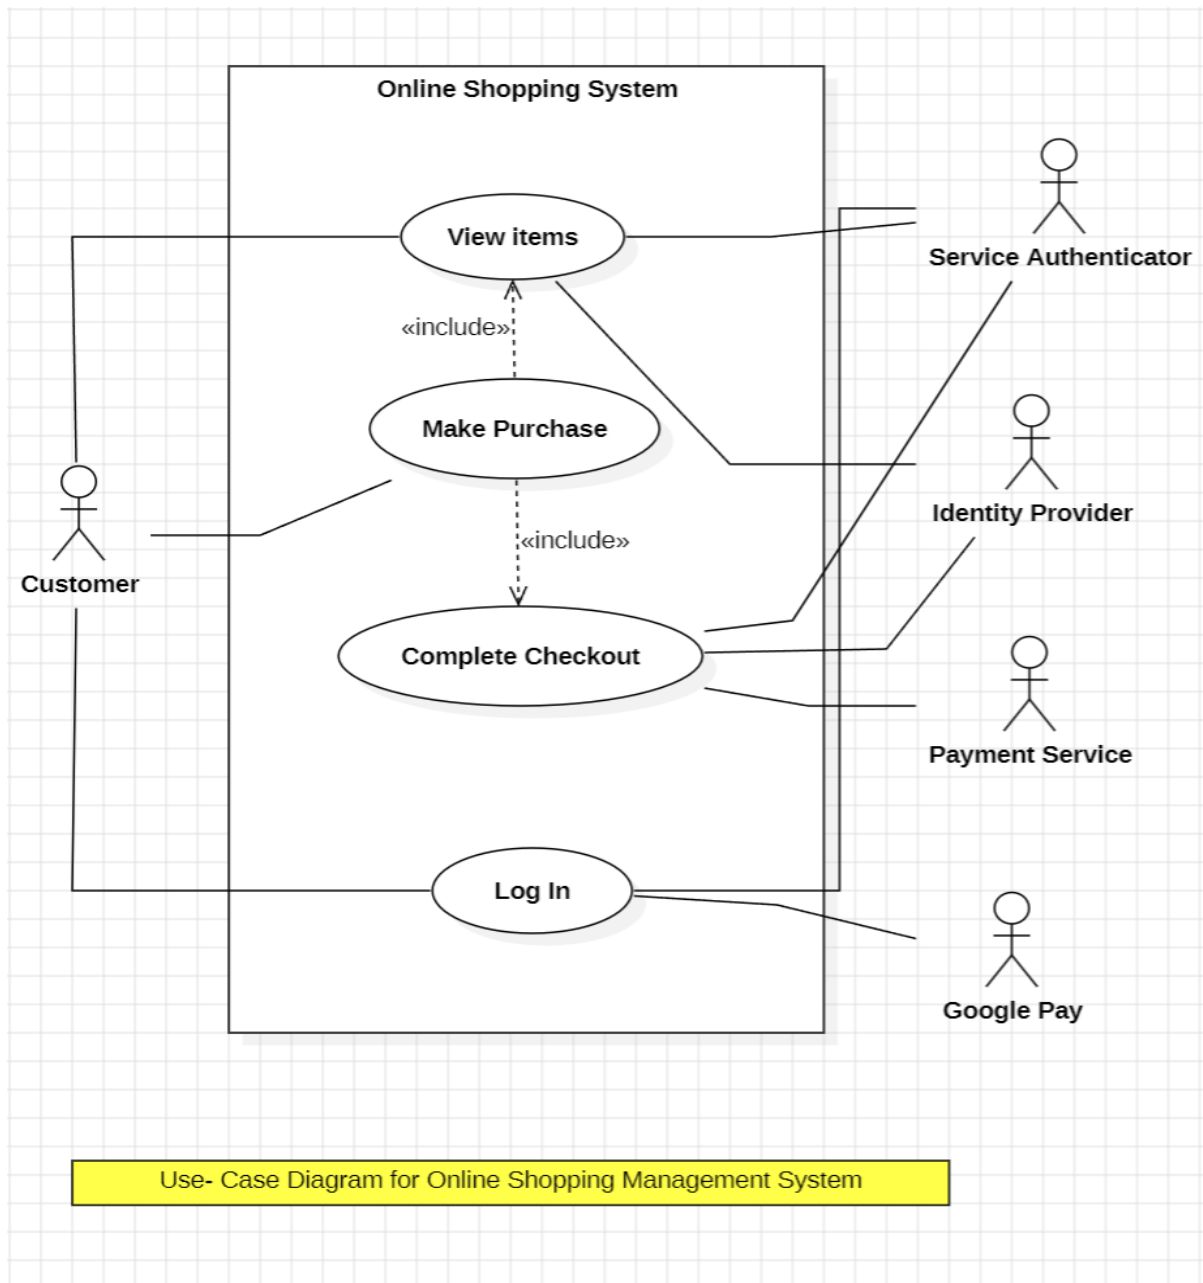 Online Shopping System
View items
Service Authenticator
«include»
Make Purchase
Identity Provider
«include»
Customer
Complete Checkout
Payment Service
Log In
Google Pay
Use- Case Diagram for Online Shopping Management System